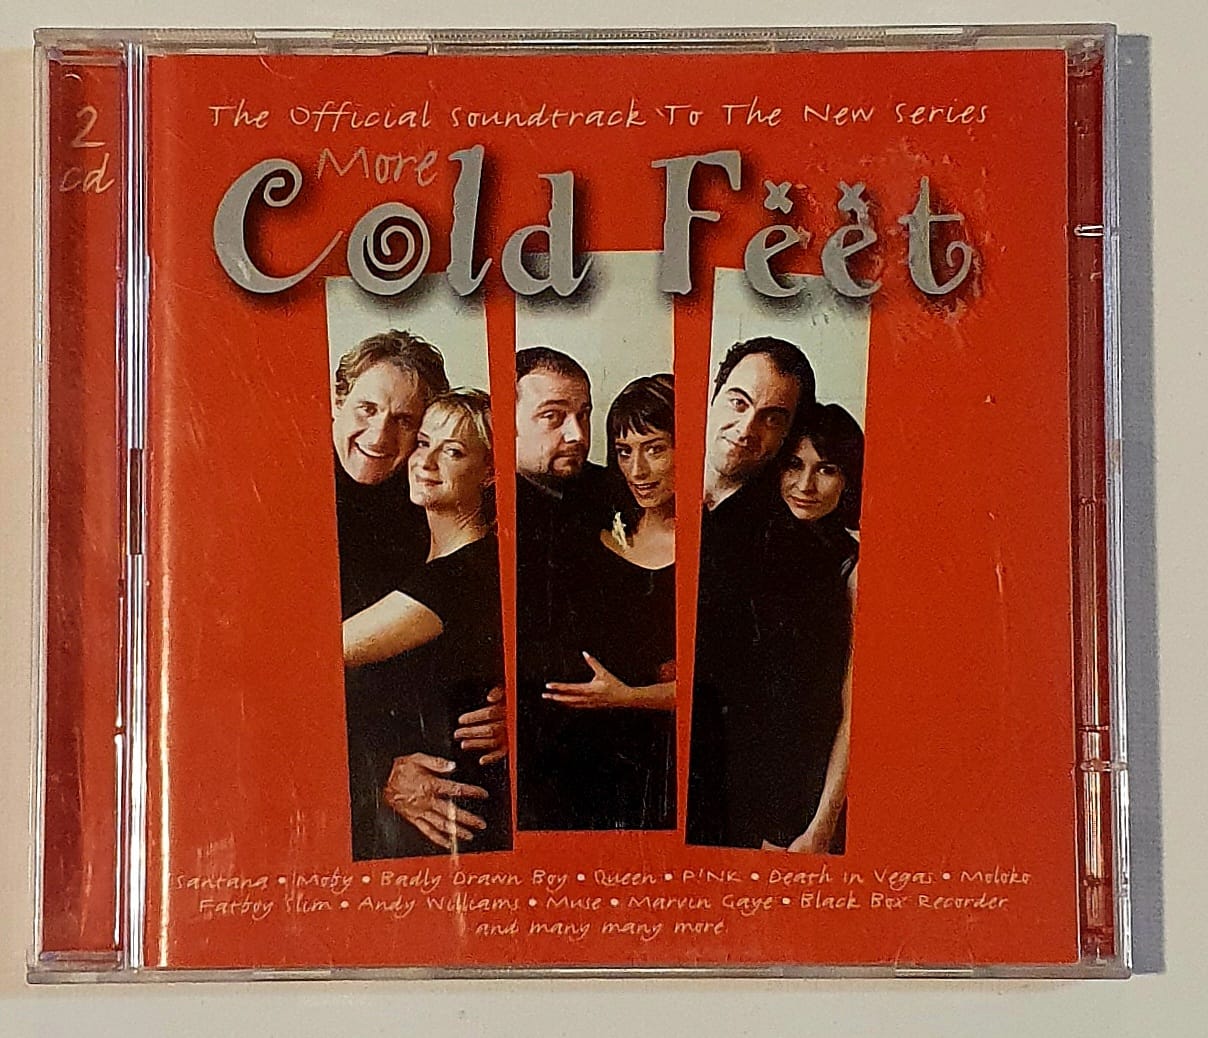 2
cd
The Official Soundtrack To The New Series
More
Cold Feet
Santana • Moby • Badly Drawn Boy • Queen • P!NK • Death in Vegas • Moloko
Fatboy Slim • Andy Williams • Muse • Marvin Gaye • Black Box Recorder
and many many more